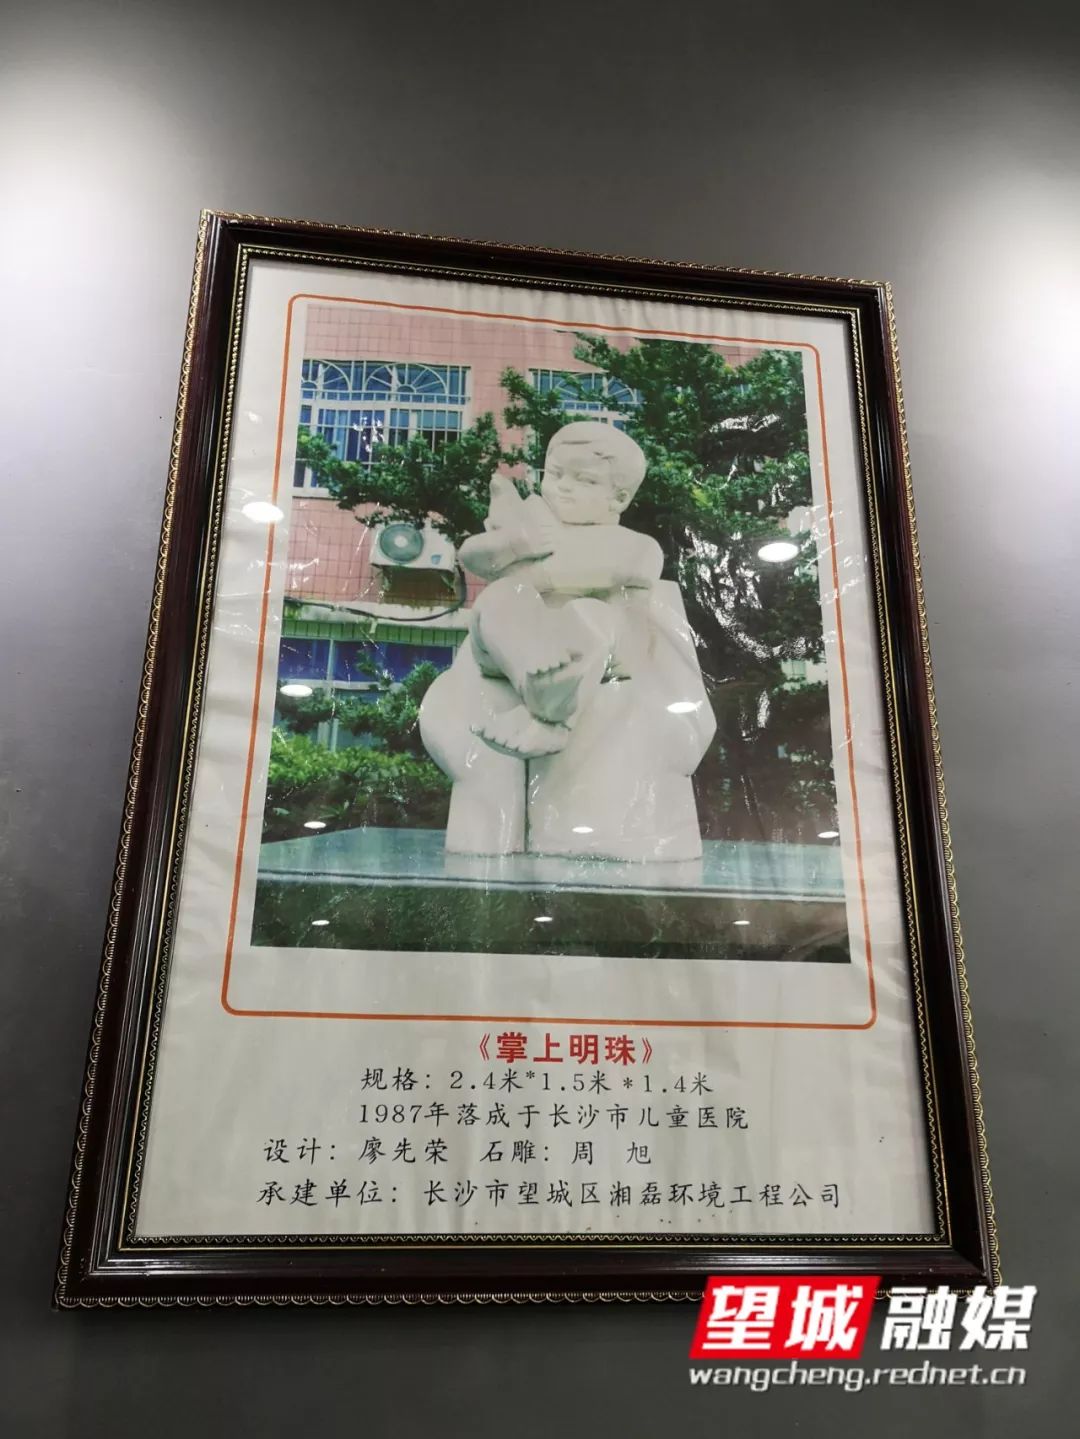 《掌上明珠》
规格：2.4米*1.5米*1.4米
1987年落成于长沙市儿童医院
设计：廖先荣 石雕：周 旭
承建单位：长沙市望城区湘磊环境工程公司
望城融媒
wangcheng.rednet.cn